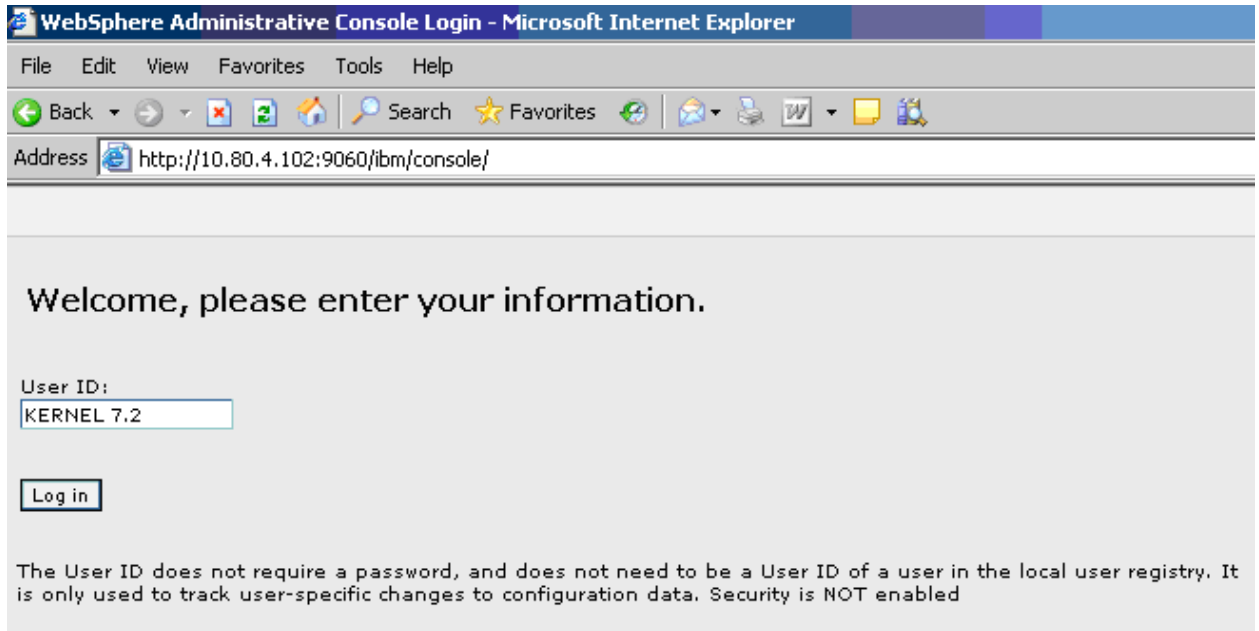 WebSphere Administrative Console Login - Microsoft Internet Explorer
File Edit View Favorites Tools Help
Back Search Favorites
Address http://10.80.4.102:9060/ibm/console/
Welcome, please enter your information.
User ID:
KERNEL 7.2
Log in
The User ID does not require a password, and does not need to be a User ID of a user in the local user registry. It
is only used to track user-specific changes to configuration data. Security is NOT enabled